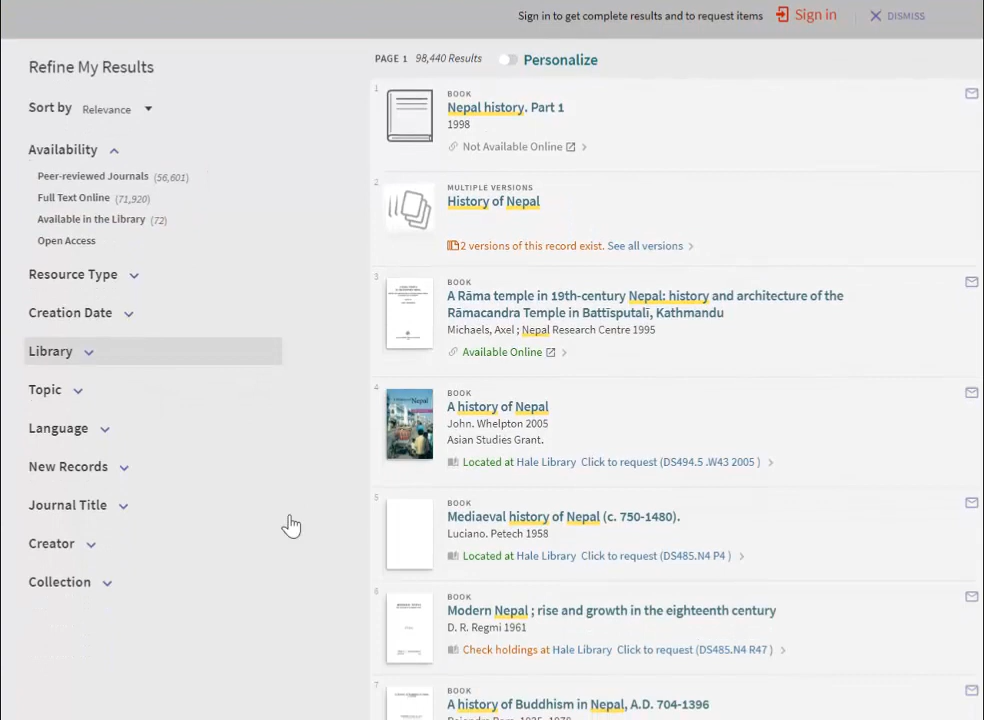 Sign in to get complete results and to request items Sign in DISMISS
Refine My Results
Sort by Relevance
Availability
Peer-reviewed Journals (56,601)
Full Text Online (71,920)
Available in the Library (72)
Open Access
Resource Type
Creation Date
Library
Topic
Language
New Records
Journal Title
Creator
Collection
PAGE 1 98,440 Results Personalize
1
BOOK
Nepal history. Part 1
1998
Not Available Online
2
MULTIPLE VERSIONS
History of Nepal
2 versions of this record exist. See all versions
3
BOOK
A Rāma temple in 19th-century Nepal: history and architecture of the
Rāmacandra Temple in Battīsputalī, Kathmandu
Michaels, Axel ; Nepal Research Centre 1995
Available Online
4
BOOK
A history of Nepal
John. Whelpton 2005
Asian Studies Grant.
Located at Hale Library Click to request (DS494.5 .W43 2005 )
5
BOOK
Mediaeval history of Nepal (c. 750-1480).
Luciano. Petech 1958
Located at Hale Library Click to request (DS485.N4 P4 )
6
BOOK
Modern Nepal ; rise and growth in the eighteenth century
D. R. Regmi 1961
Check holdings at Hale Library Click to request (DS485.N4 R47 )
7
BOOK
A history of Buddhism in Nepal, A.D. 704-1396